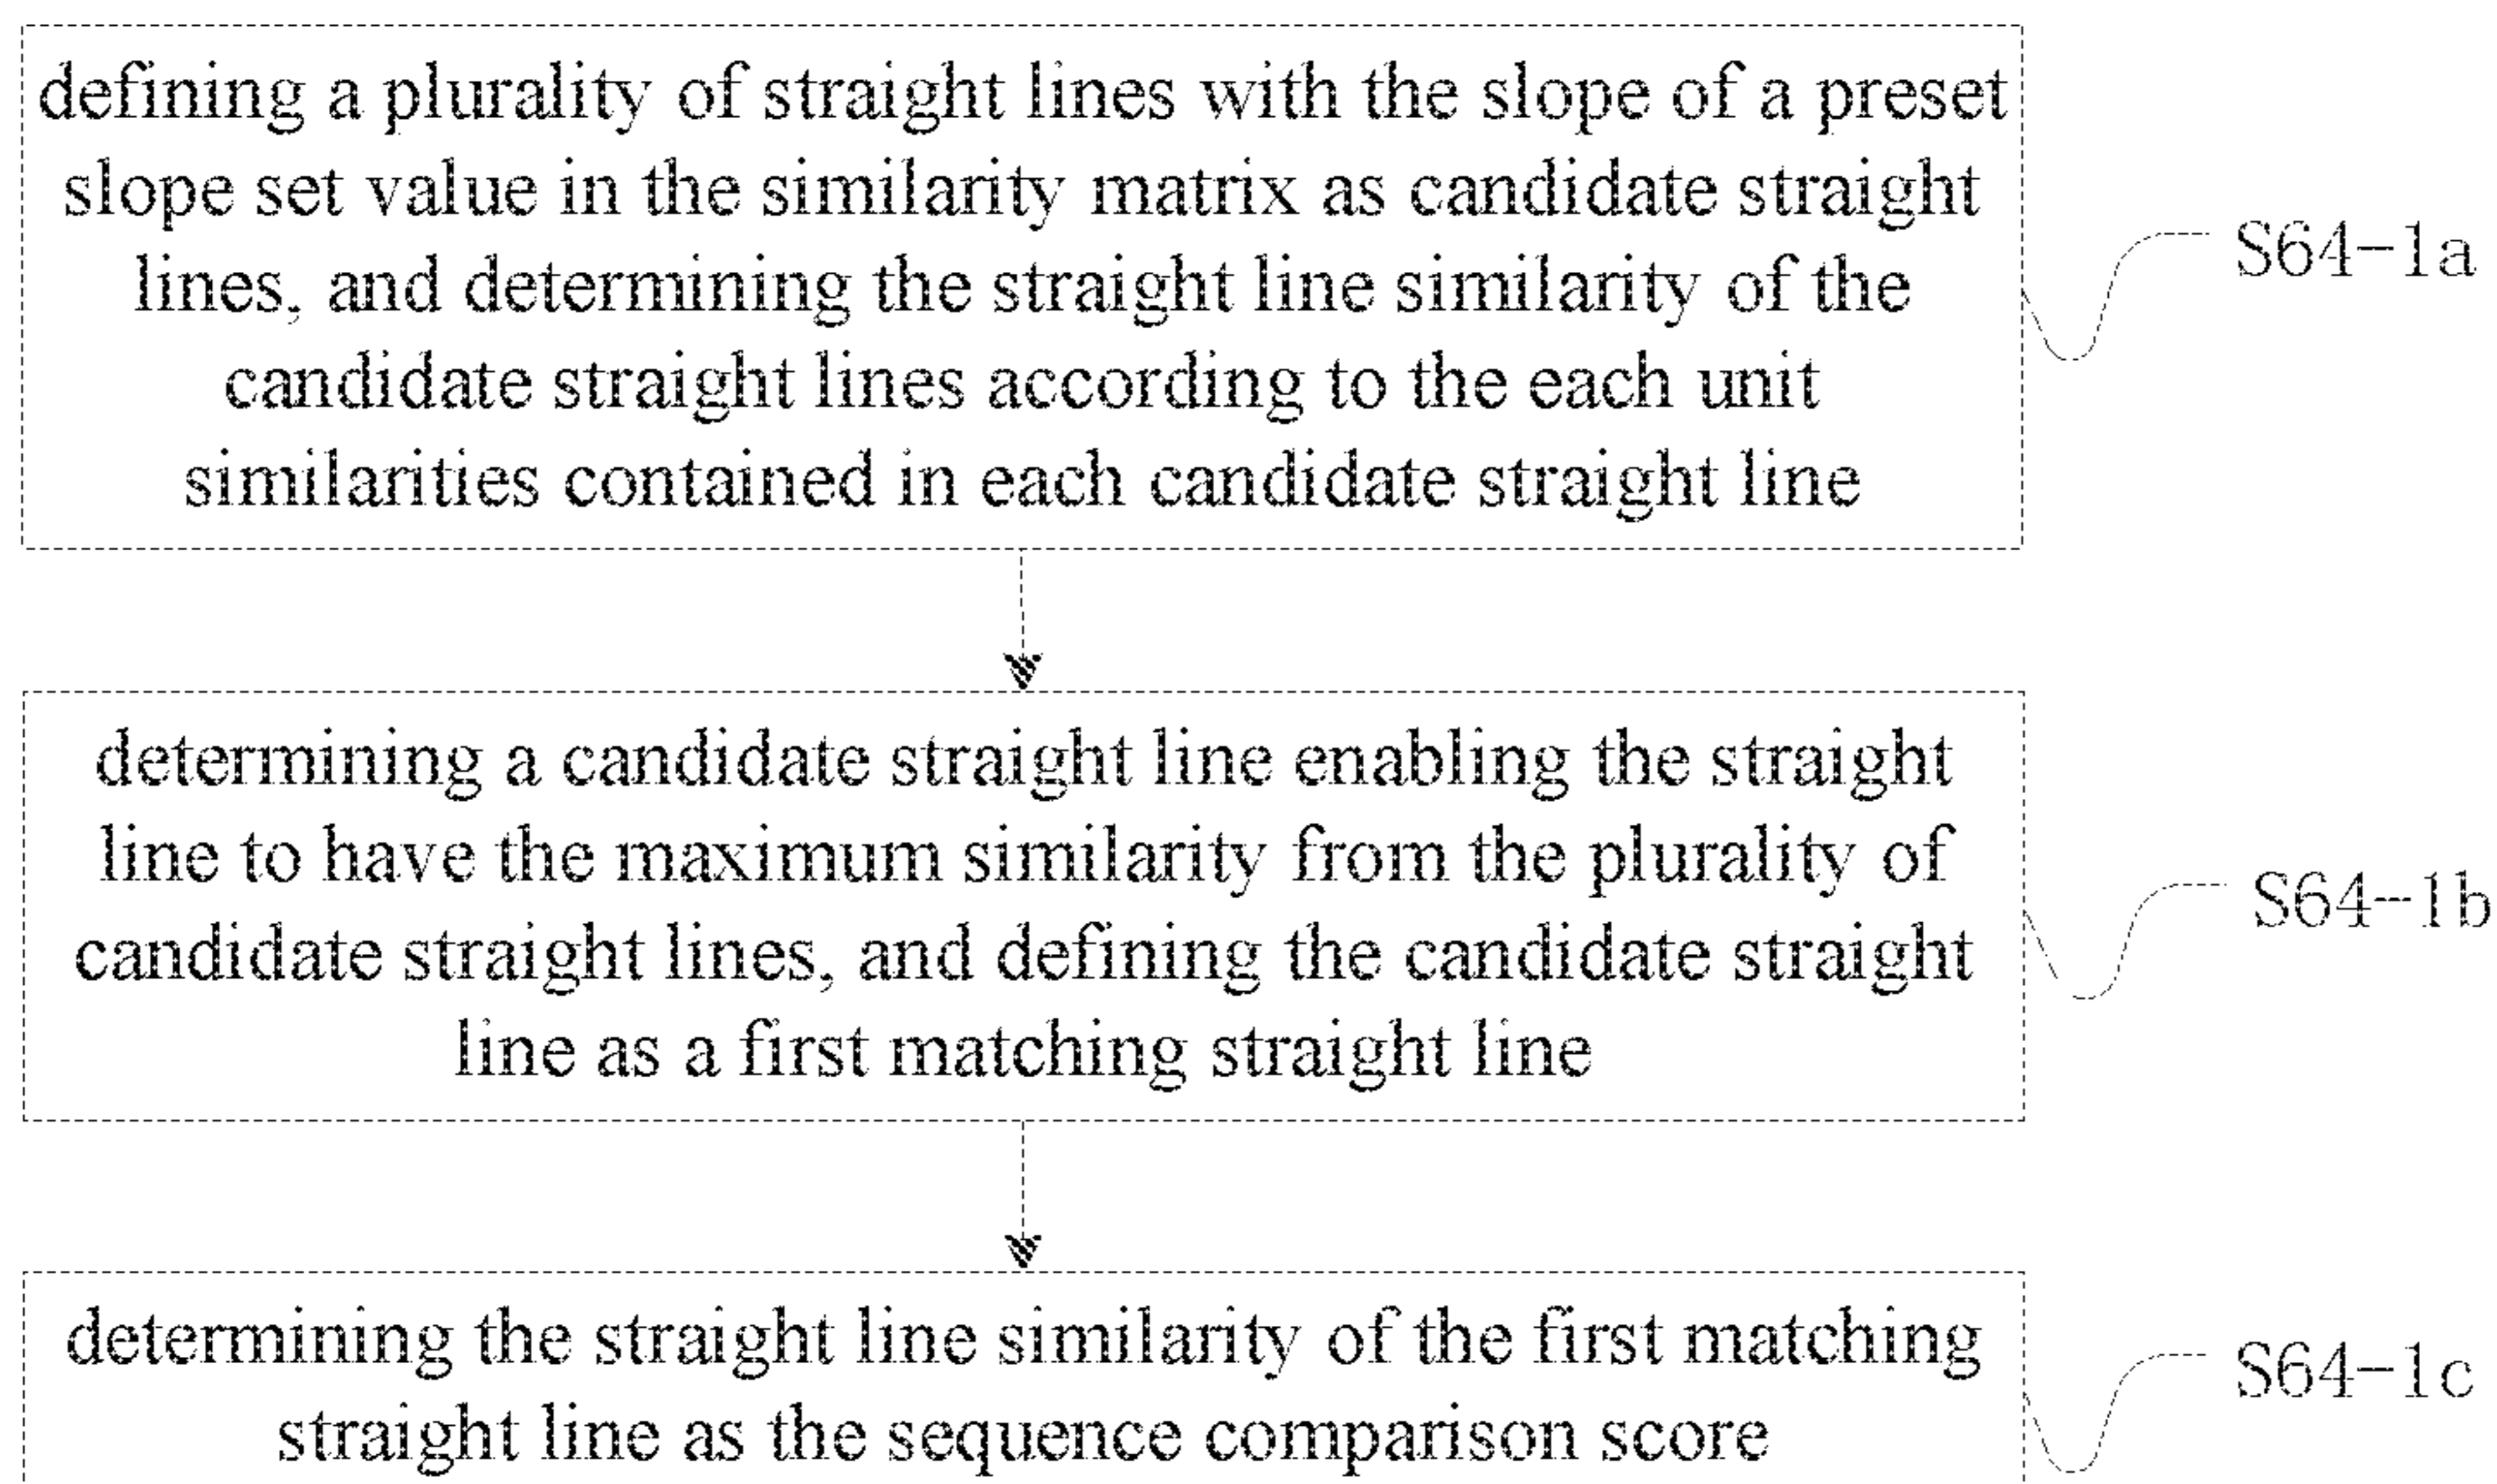 defining a plurality of straight lines with the slope of a preset
slope set value in the similarity matrix as candidate straight
lines, and determining the straight line similarity of the
candidate straight lines according to the each unit
similarities contained in each candidate straight line
S64-1a
determining a candidate straight line enabling the straight
line to have the maximum similarity from the plurality of
candidate straight lines, and defining the candidate straight
line as a first matching straight line
S64-1b
determining the straight line similarity of the first matching
straight line as the sequence comparison score
S64-1c